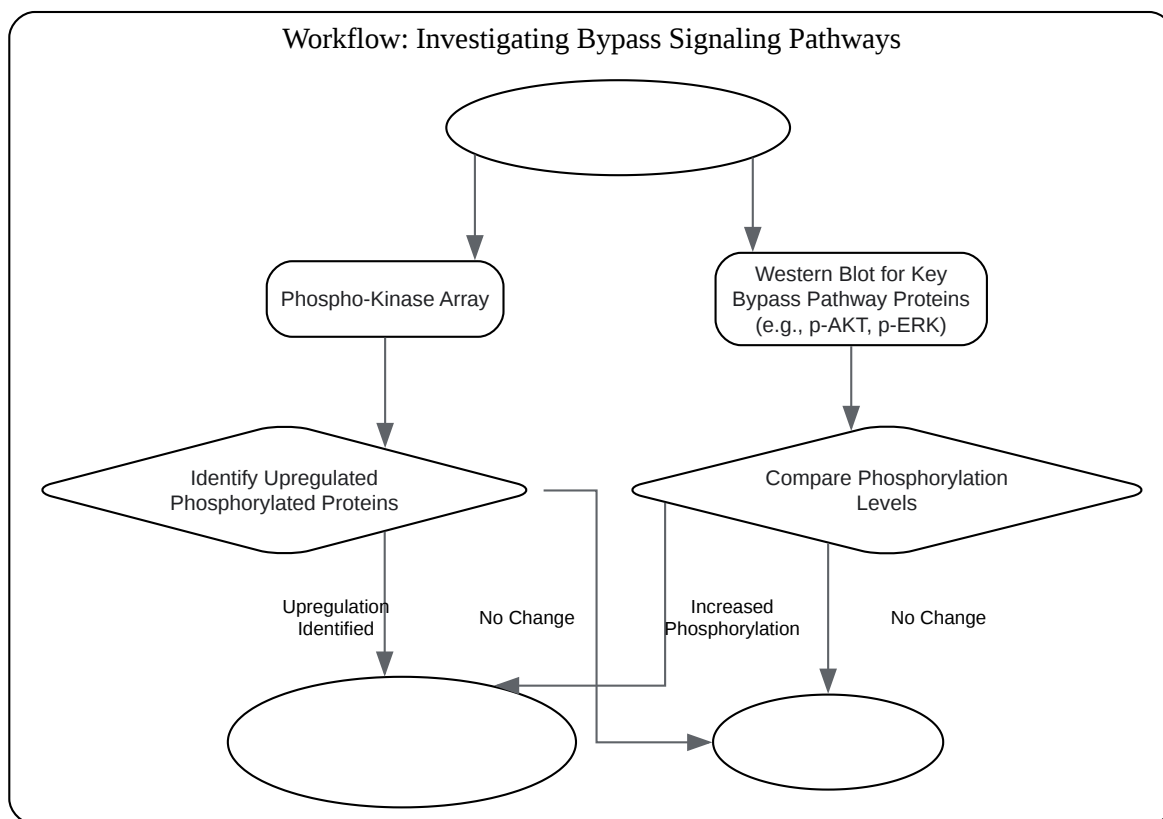 Workflow: Investigating Bypass Signaling Pathways
Phospho-Kinase Array
Western Blot for Key
Bypass Pathway Proteins
(e.g., p-AKT, p-ERK)
Identify Upregulated
Phosphorylated Proteins
Compare Phosphorylation
Levels
Upregulation
Identified
No Change
Increased
Phosphorylation
No Change